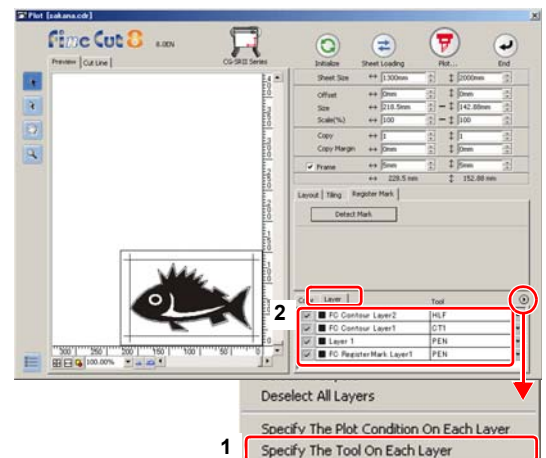 Plot [sakana.cdr]
FineCut 8 8.00N
CG-SRIII Series
Initialize Sheet Loading Plot... End
Preview Cut Line
Sheet Size 1300mm 2000mm
Offset 0mm 0mm
Size 218.5mm 142.88mm
Scale(%) 100 100
Copy 1 1
Copy Margin 0mm 0mm
Frame 5mm 5mm
228.5 mm 152.88 mm
Layout Tiling Register Mark
Detect Mark
2
Layer Tool
FC Contour Layer2 HLF
FC Contour Layer1 CT1
Layer 1 PEN
FC RegisterMark Layer1 PEN
300 250 200 150 100 50 0
100.00%
Deselect All Layers
Specify The Plot Condition On Each Layer
1 Specify The Tool On Each Layer